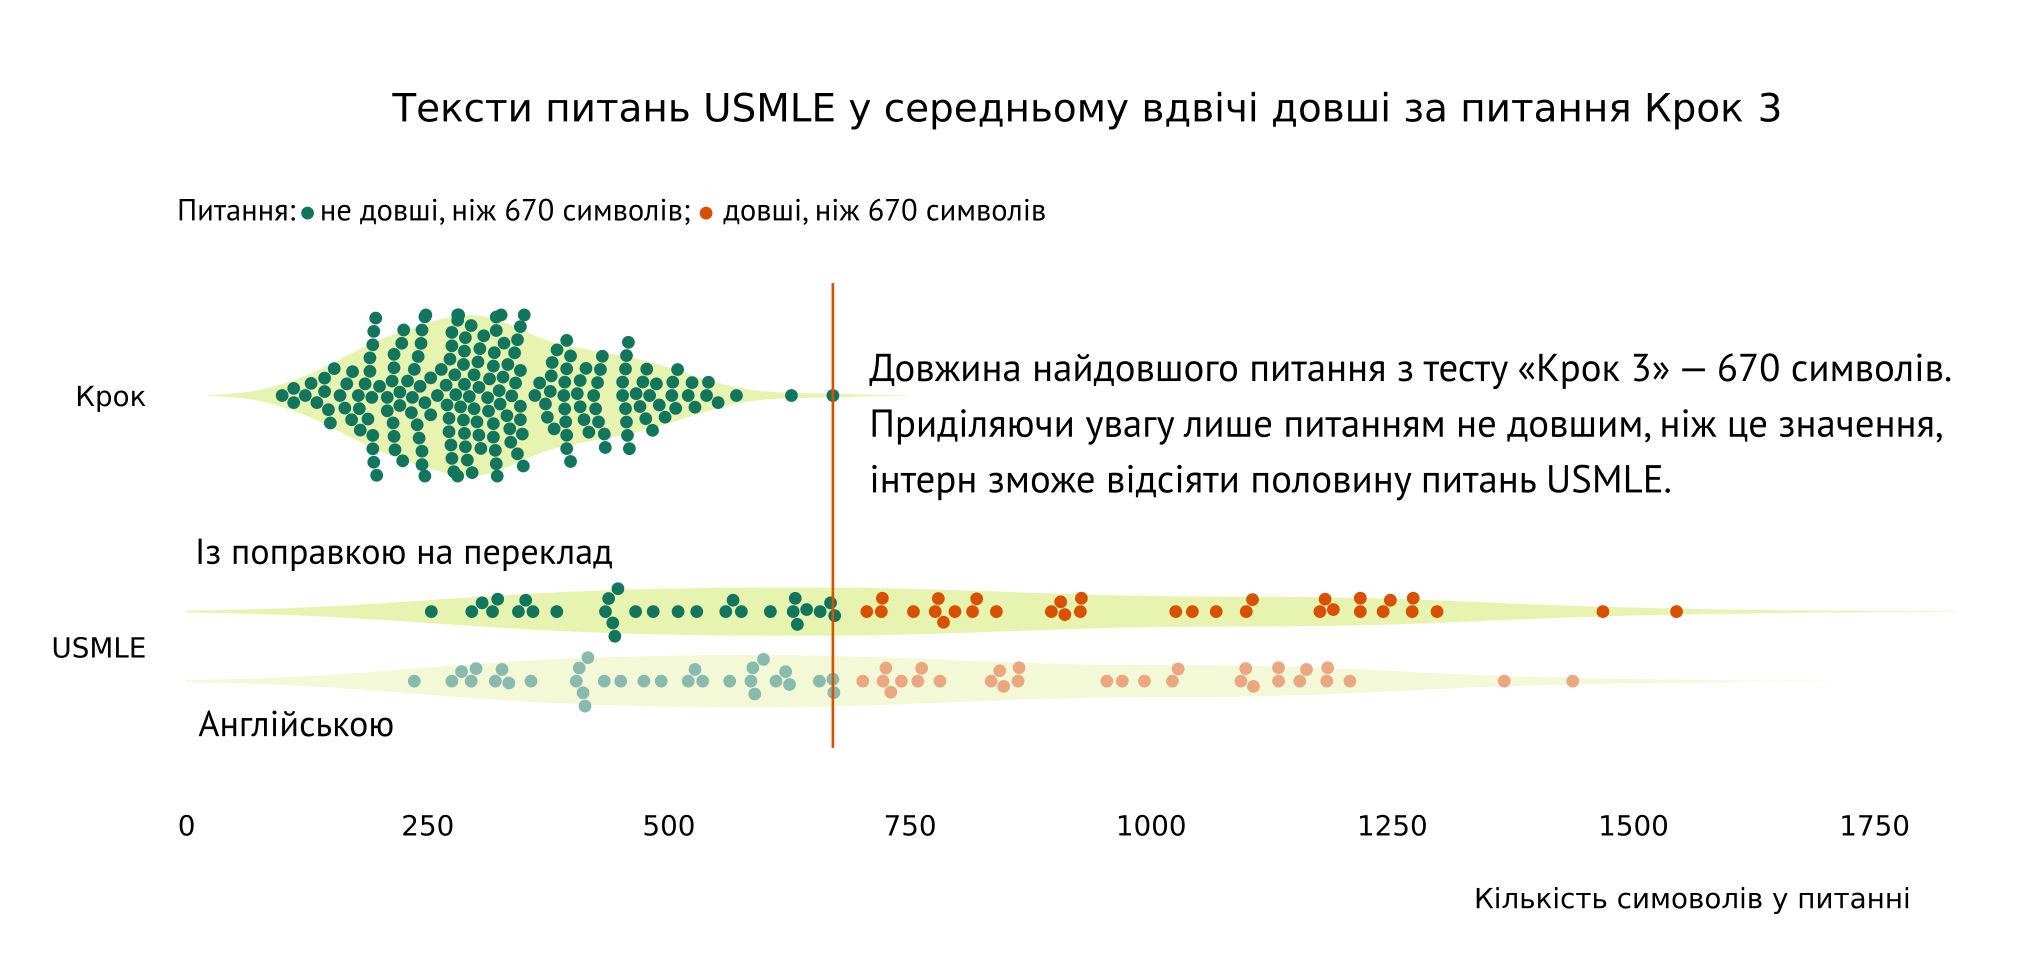 Тексти питань USMLE у середньому вдвічі довші за питання Крок 3
Питання: не довші, ніж 670 символів; довші, ніж 670 символів
Крок
Довжина найдовшого питання з тесту «Крок 3» — 670 символів.
Приділяючи увагу лише питанням не довшим, ніж це значення,
інтерн зможе відсіяти половину питань USMLE.
Із поправкою на переклад
USMLE
Англійською
0 250 500 750 1000 1250 1500 1750
Кількість симоволів у питанні